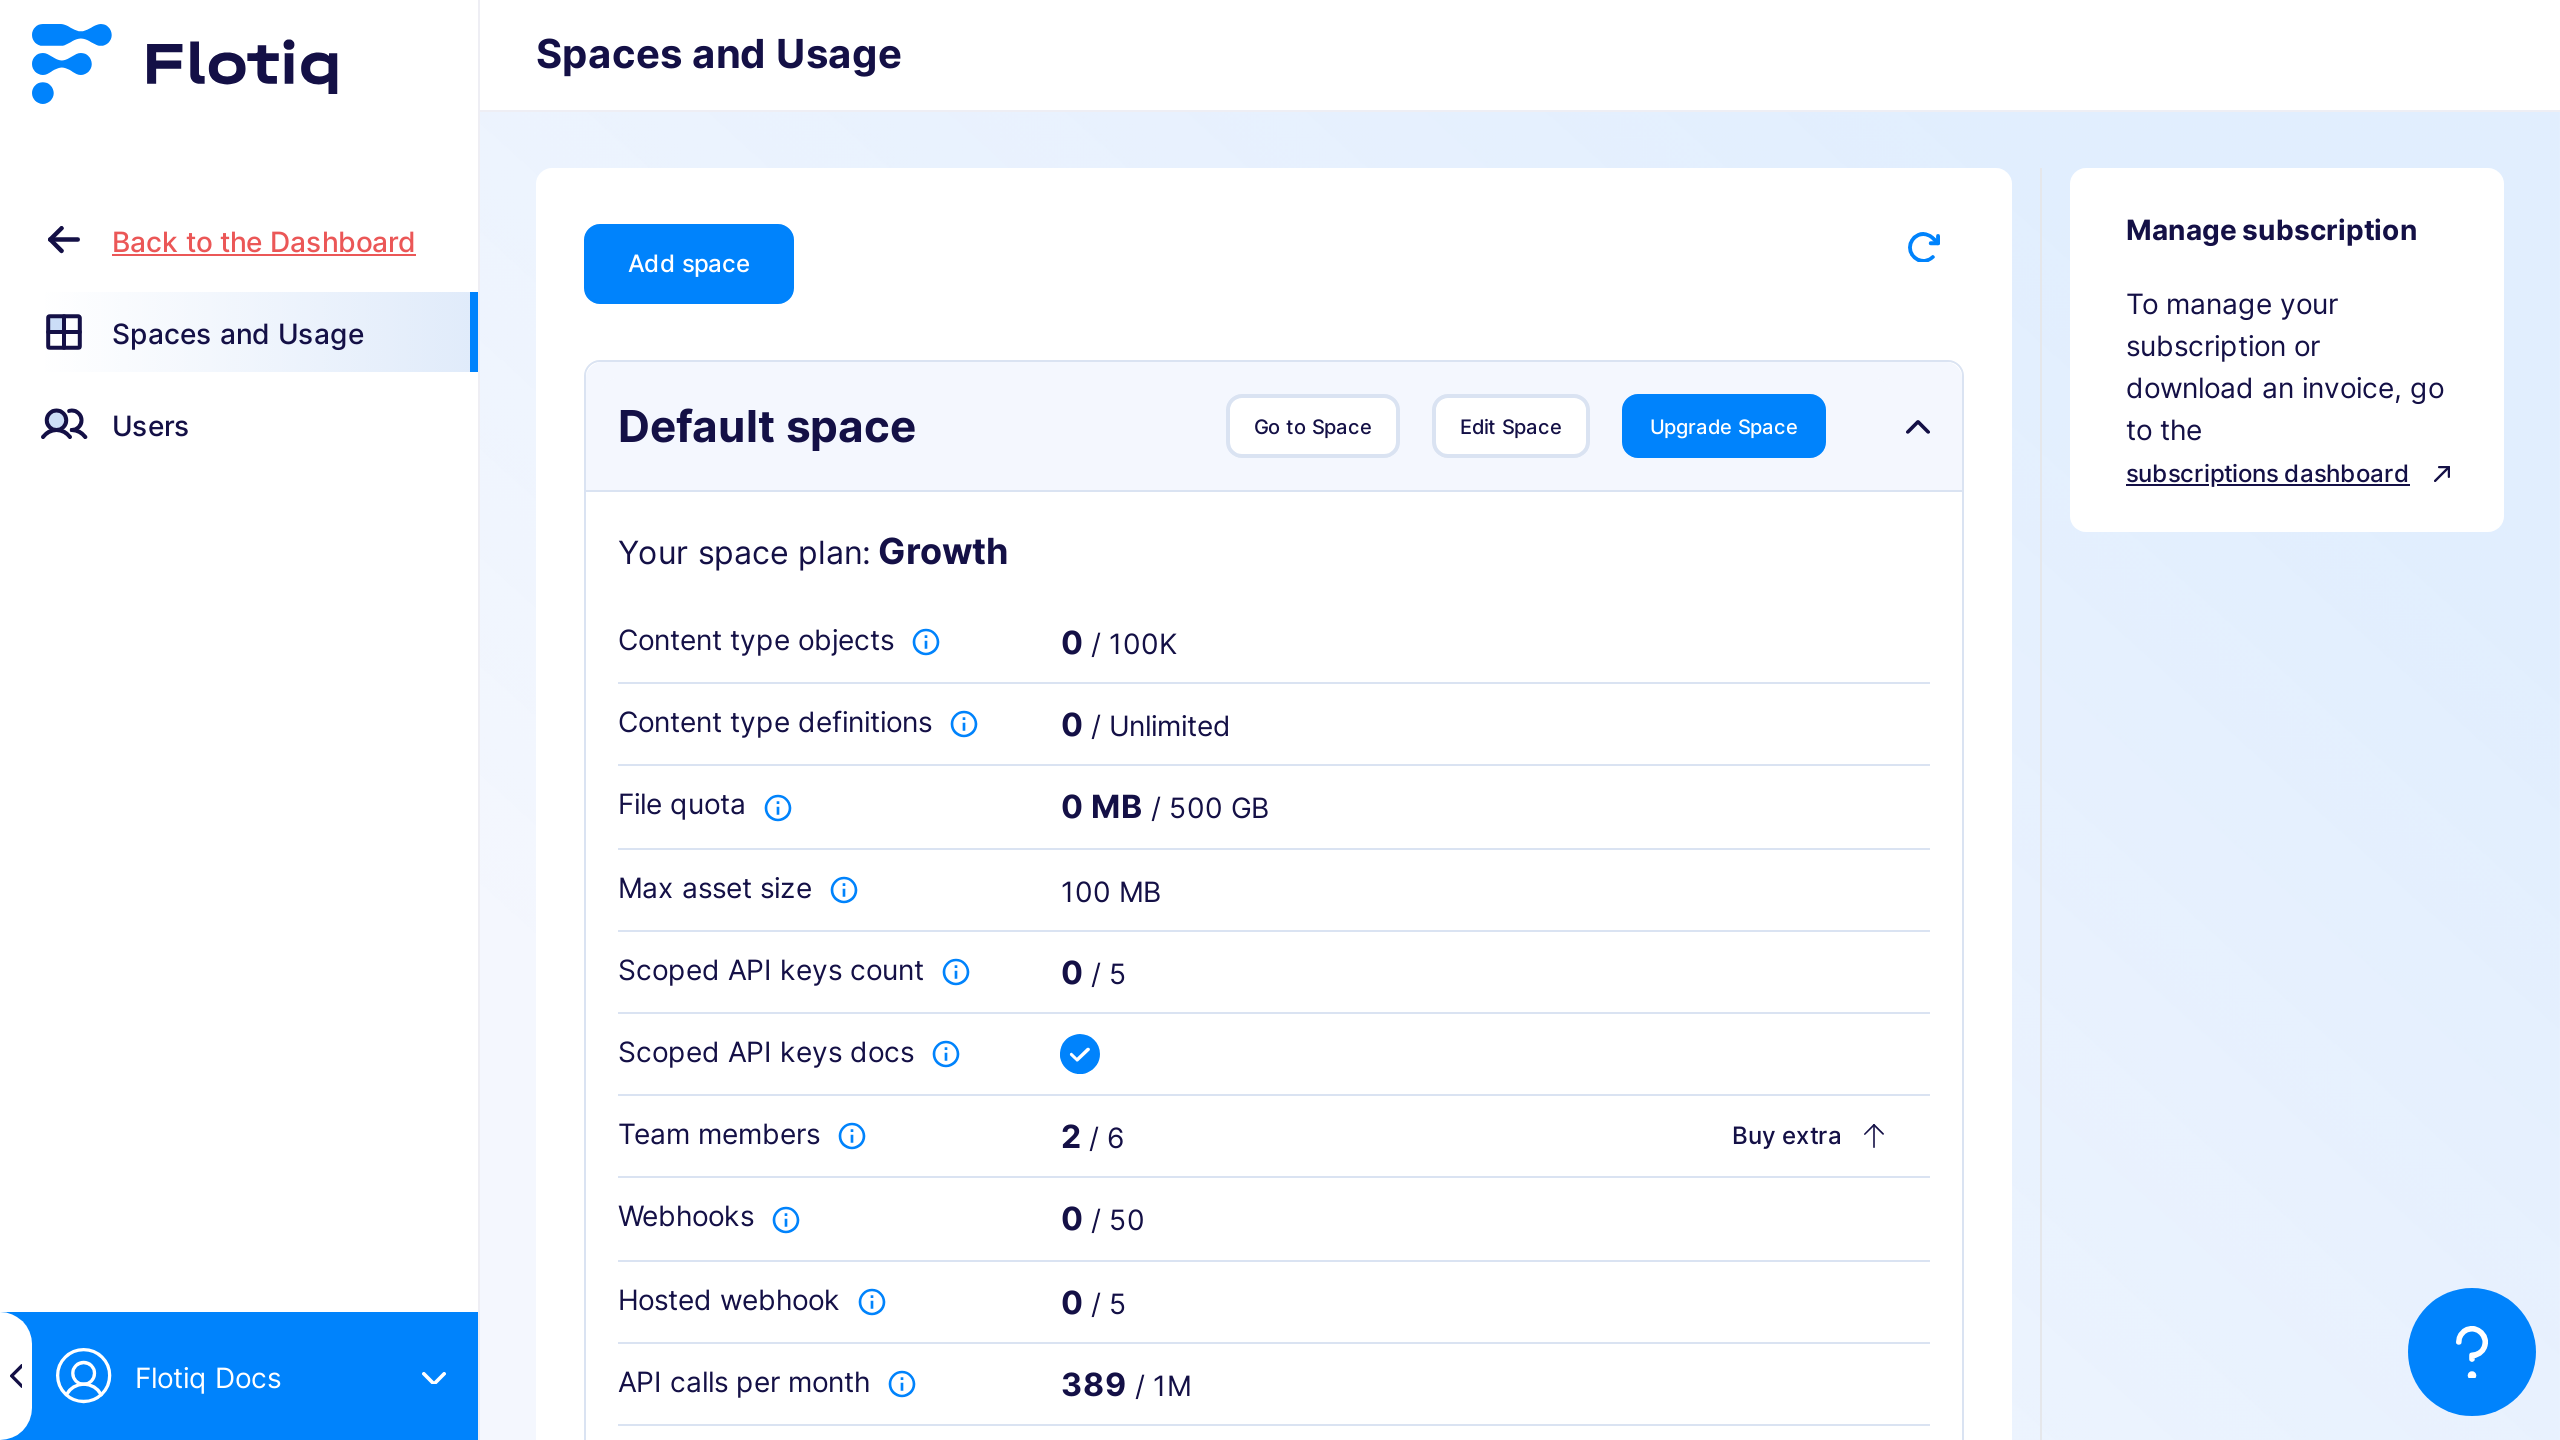 Flotiq
Spaces and Usage
Back to the Dashboard
Spaces and Usage
Users
Add space
Default space
Go to Space
Edit Space
Upgrade Space
Your space plan: Growth
Content type objects
0 / 100K
Content type definitions
0 / Unlimited
File quota
0 MB / 500 GB
Max asset size
100 MB
Scoped API keys count
0 / 5
Scoped API keys docs
Team members
2 / 6
Buy extra
Webhooks
0 / 50
Hosted webhook
0 / 5
API calls per month
389 / 1M
Manage subscription
To manage your
subscription or
download an invoice, go
to the
subscriptions dashboard
Flotiq Docs